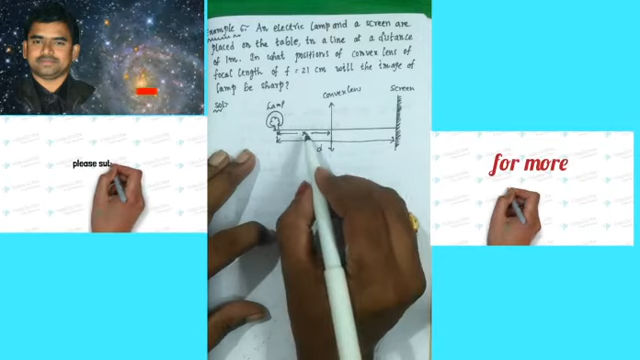 Example 6:- An electric lamp and a screen are
placed on the table, in a line at a distance
of 1m. In what positions of convex lens of
focal length of f = 21 cm will the image of
lamp be sharp?
Sol:-
Lamp
convex lens
Screen
d
please sub
for more